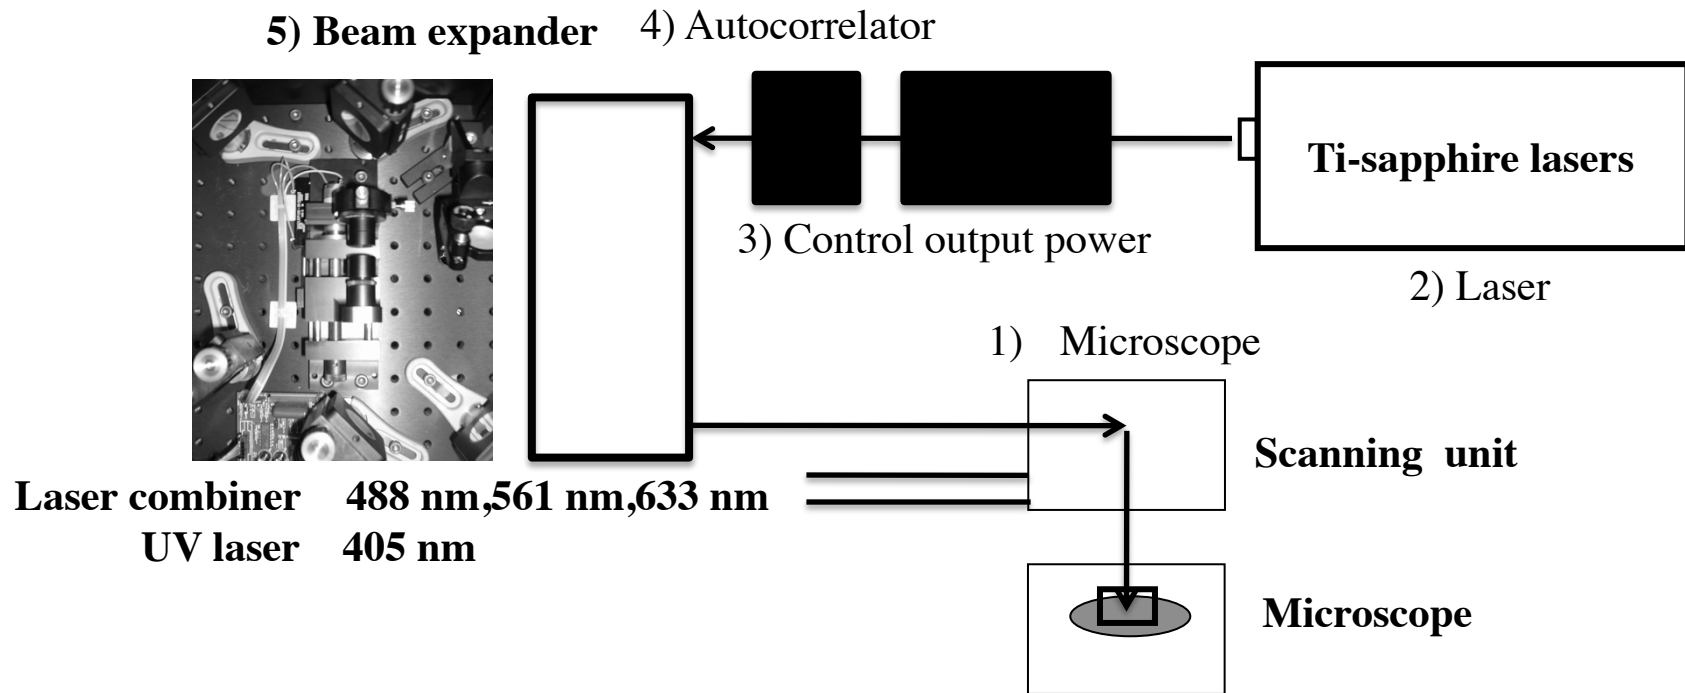 5) Beam expander
4) Autocorrelator
Ti-sapphire lasers
3) Control output power
2) Laser
1) Microscope
Scanning unit
Laser combiner 488 nm,561 nm,633 nm
UV laser 405 nm
Microscope